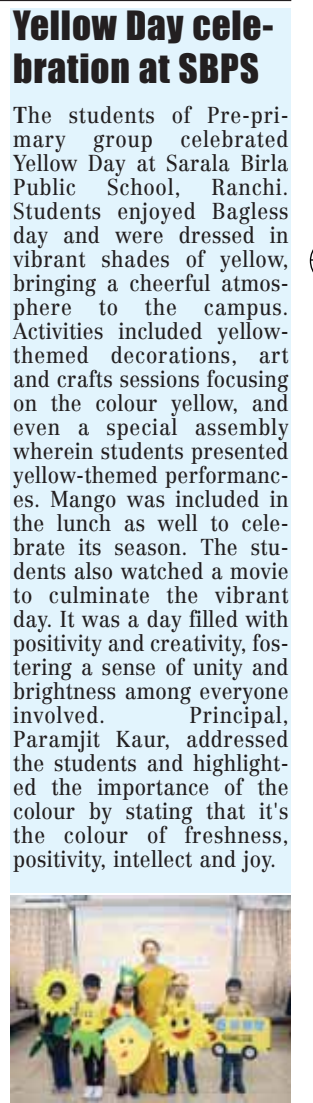 Yellow Day cele-
bration at SBPS
The students of Pre-pri-
mary group celebrated
Yellow Day at Sarala Birla
Public School, Ranchi.
Students enjoyed Bagless
day and were dressed in
vibrant shades of yellow,
bringing a cheerful atmos-
phere to the campus.
Activities included yellow-
themed decorations, art
and crafts sessions focusing
on the colour yellow, and
even a special assembly
wherein students presented
yellow-themed performanc-
es. Mango was included in
the lunch as well to cele-
brate its season. The stu-
dents also watched a movie
to culminate the vibrant
day. It was a day filled with
positivity and creativity, fos-
tering a sense of unity and
brightness among everyone
involved. Principal,
Paramjit Kaur, addressed
the students and highlight-
ed the importance of the
colour by stating that it's
the colour of freshness,
positivity, intellect and joy.